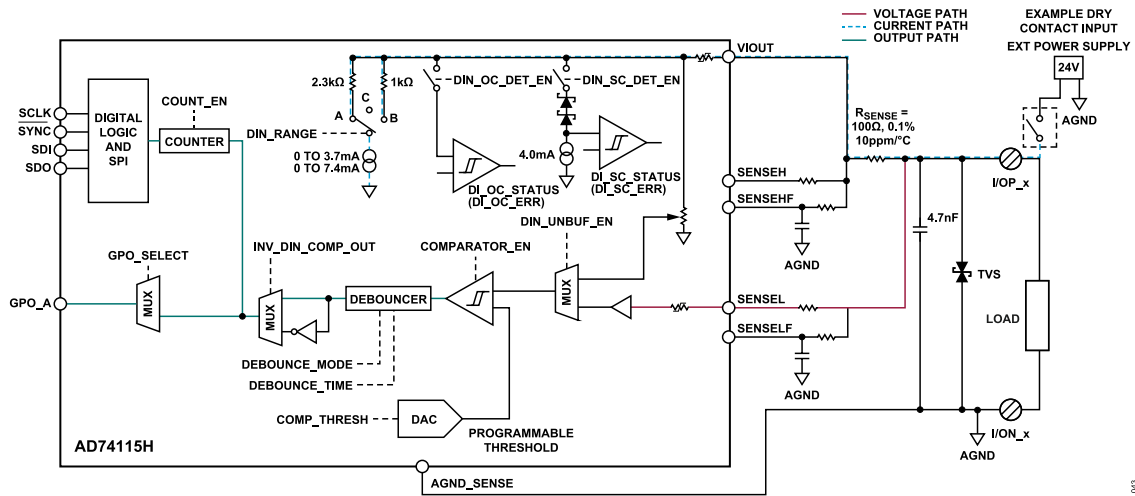 VOLTAGE PATH
CURRENT PATH
OUTPUT PATH
EXAMPLE DRY
CONTACT INPUT
EXT POWER SUPPLY
24V
AGND
VIOUT
2.3kΩ
1kΩ
C
A
B
DIN_OC_DET_EN
DIN_SC_DET_EN
DIGITAL
LOGIC
AND
SPI
SCLK
SYNC
SDI
SDO
COUNT_EN
COUNTER
DIN_RANGE
0 TO 3.7mA
0 TO 7.4mA
4.0mA
DI_OC_STATUS
(DI_OC_ERR)
DI_SC_STATUS
(DI_SC_ERR)
RSENSE =
100Ω, 0.1%
10ppm/°C
I/OP_x
SENSEH
SENSEHF
AGND
4.7nF
TVS
LOAD
DIN_UNBUF_EN
GPO_SELECT
INV_DIN_COMP_OUT
COMPARATOR_EN
GPO_A
MUX
MUX
DEBOUNCER
MUX
SENSEL
SENSELF
AGND
DEBOUNCE_MODE
DEBOUNCE_TIME
COMP_THRESH
DAC
PROGRAMMABLE
THRESHOLD
AD74115H
I/ON_x
AGND
AGND_SENSE
043